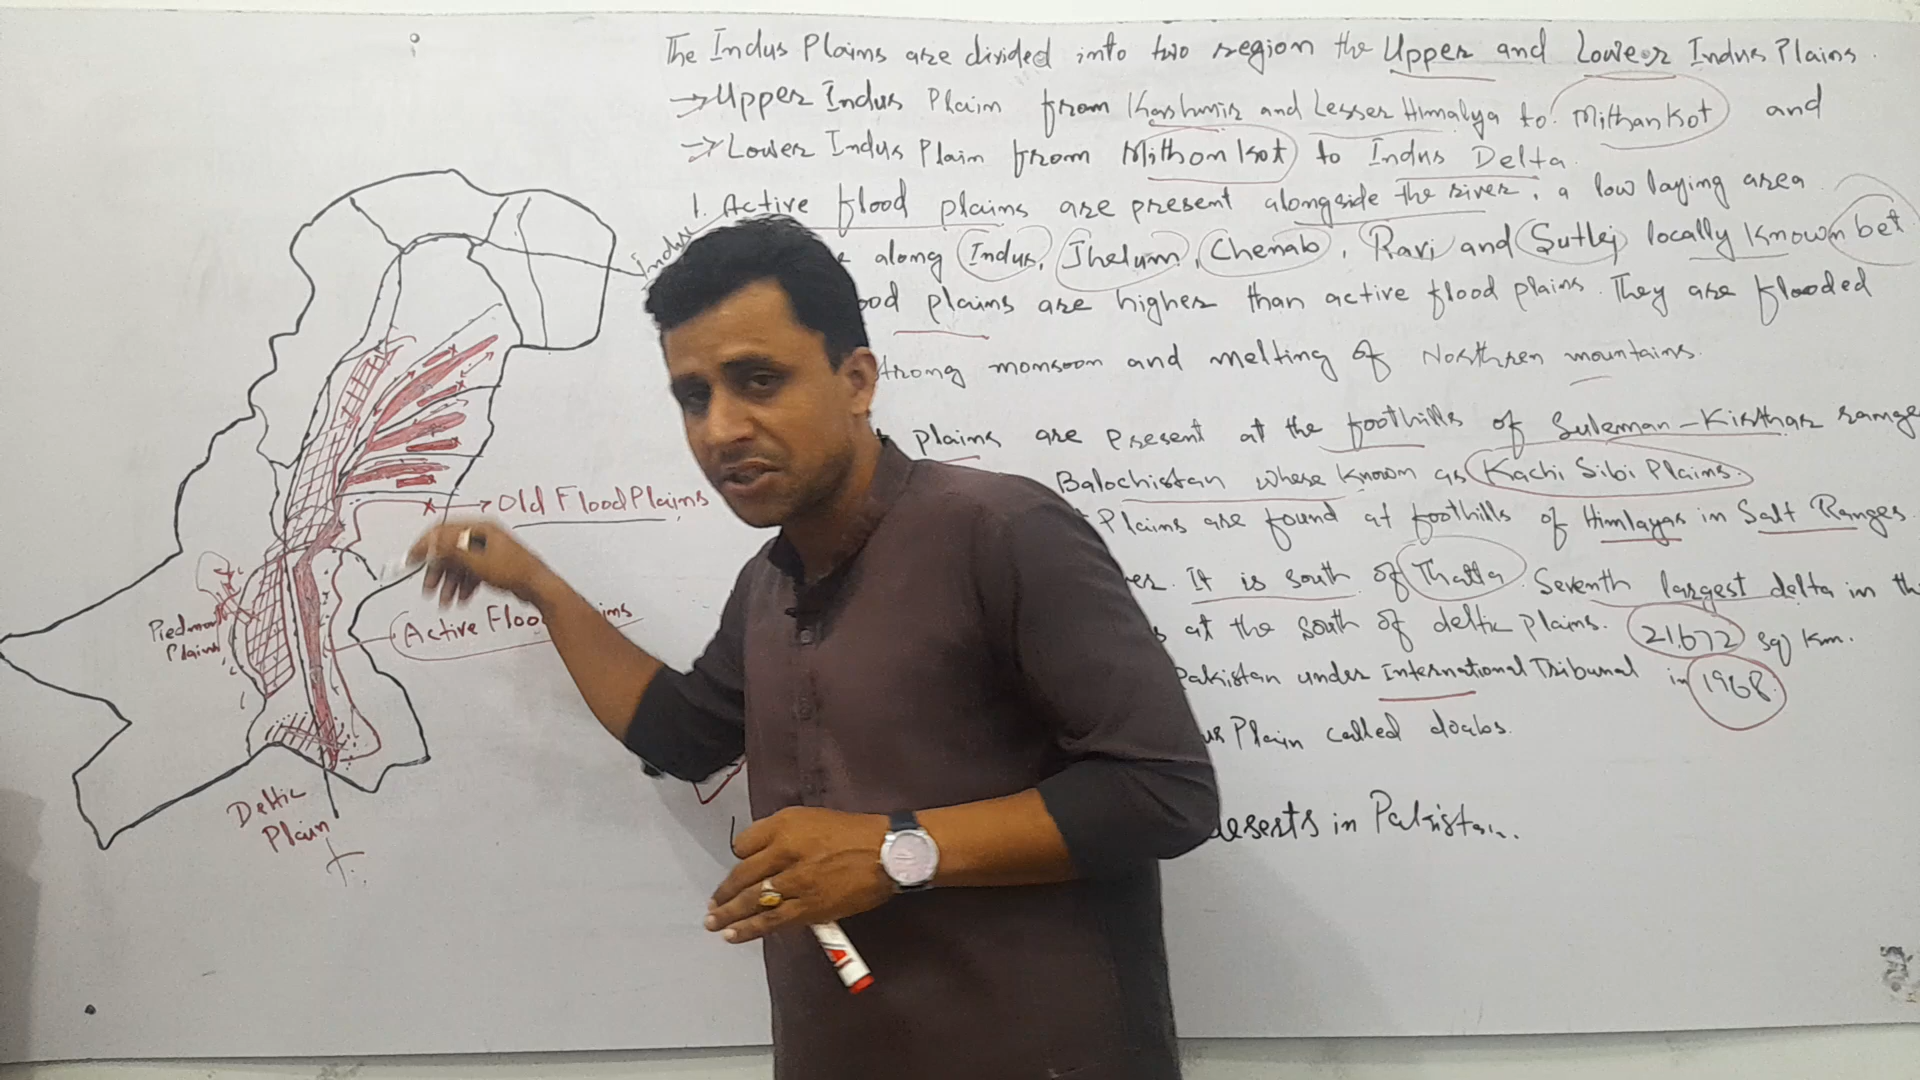 The Indus Plains are divided into two region the Upper and Lower Indus Plains.
→ Upper Indus Plain from Kashmir and Lesser Himalya to Mithankot and
→ Lower Indus Plain from Mithonkot to Indus Delta.
1. Active flood plains are present alongside the river, a low laying area
along Indus, Jhelum, Chenab, Ravi and Sutlej locally known bet
plains are higher than active flood plains. They are flooded
monsoon and melting of Northren mountains.
plains are present at the foothills of Suleman-Kirthar range
Balochistan where known as Kachi Sibi Plains.
Plains are found at foothills of Himlayas in Salt Ranges.
It is south of Thatta. Seventh largest delta in th
at the south of deltic plains. 21,672 sq km.
Pakistan under International Tribunal in 1968.
Plain called doabs.
deserts in Pakistan.
Indus
→ Old Flood Plains
Piedmont
Plains
Active Floo ims
Deltic
Plain